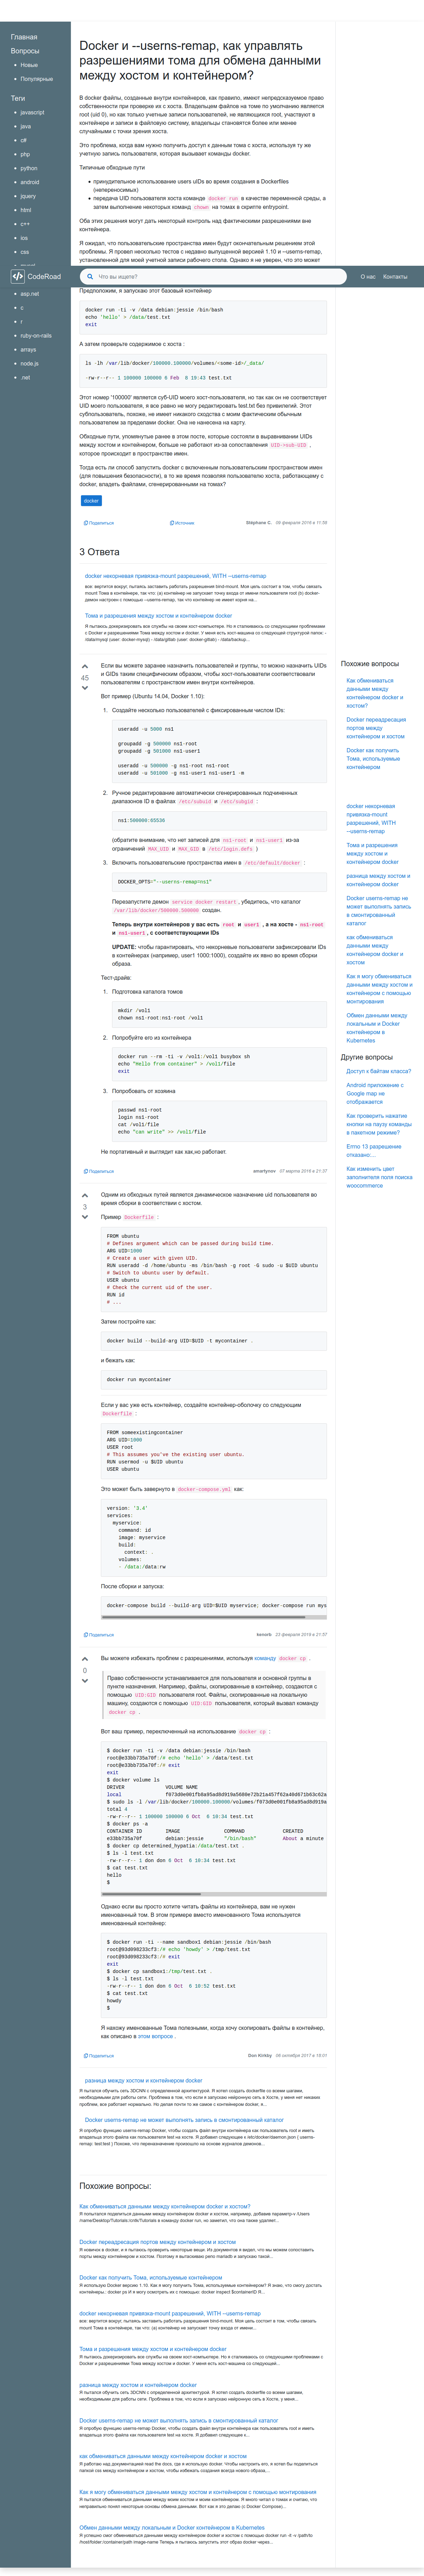 Главная
Вопросы
Новые
Популярные
Теги
javascript
java
c#
php
python
android
jquery
html
c++
ios
css
asp.net
c
r
ruby-on-rails
arrays
node.js
.net
CodeRoad
Что вы ищете?
О нас
Контакты
Docker и --userns-remap, как управлять
разрешениями тома для обмена данными
между хостом и контейнером?
В docker файлы, созданные внутри контейнеров, как правило, имеют непредсказуемое право
собственности при проверке их с хоста. Владельцем файлов на томе по умолчанию является
root (uid 0), но как только учетные записи пользователей, не являющихся root, участвуют в
контейнере и записи в файловую систему, владельцы становятся более или менее
случайными с точки зрения хоста.
Это проблема, когда вам нужно получить доступ к данным тома с хоста, используя ту же
учетную запись пользователя, которая вызывает команды docker.
Типичные обходные пути
принудительное использование users uIDs во время создания в Dockerfiles
(непереносимых)
передача UID пользователя хоста команде docker run в качестве переменной среды, а
затем выполнение некоторых команд chown на томах в скрипте entrypoint.
Оба этих решения могут дать некоторый контроль над фактическими разрешениями вне
контейнера.
Я ожидал, что пользовательские пространства имен будут окончательным решением этой
проблемы. Я провел несколько тестов с недавно выпущенной версией 1.10 и --userns-remap,
установленным для моей учетной записи рабочего стола. Однако я не уверен, что это может
Предположим, я запускаю этот базовый контейнер
docker run -ti -v /data debian:jessie /bin/bash
echo 'hello' > /data/test.txt
exit
А затем проверьте содержимое с хоста :
ls -lh /var/lib/docker/100000.100000/volumes/<some-id>/_data/
-rw-r--r-- 1 100000 100000 6 Feb  8 19:43 test.txt
Этот номер '100000' является суб-UID моего хост-пользователя, но так как он не соответствует
UID моего пользователя, я все равно не могу редактировать test.txt без привилегий. Этот
субпользователь, похоже, не имеет никакого сходства с моим фактическим обычным
пользователем за пределами docker. Она не нанесена на карту.
Обходные пути, упомянутые ранее в этом посте, которые состояли в выравнивании UIDs
между хостом и контейнером, больше не работают из-за сопоставления UID->sub-UID ,
которое происходит в пространстве имен.
Тогда есть ли способ запустить docker с включенным пользовательским пространством имен
(для повышения безопасности), в то же время позволяя пользователю хоста, работающему с
docker, владеть файлами, сгенерированными на томах?
docker
Поделиться
Источник
Stéphane C.
09 февраля 2016 в 11:58
3 Ответа
docker некорневая привязка-mount разрешений, WITH --userns-remap
все: вертится вокруг, пытаясь заставить работать разрешения bind-mount. Моя цель состоит в том, чтобы связать
mount Тома в контейнере, так что: (a) контейнер не запускает точку входа от имени пользователя root (b) docker-
демон настроен с помощью --userns-remap, так что контейнер не имеет корня на...
Тома и разрешения между хостом и контейнером docker
Я пытаюсь докеризировать все службы на своем хост-компьютере. Но я сталкиваюсь со следующими проблемами
с Docker и разрешениями Тома между хостом и docker. У меня есть хост-машина со следующей структурой папок: -
/data/mysql (user: docker-mysql) - /data/gitlab (user: docker-gitlab) - /data/backup...
45
Если вы можете заранее назначить пользователей и группы, то можно назначить UIDs
и GIDs таким специфическим образом, чтобы хост-пользователи соответствовали
пользователям с пространством имен внутри контейнеров.
Вот пример (Ubuntu 14.04, Docker 1.10):
1. Создайте несколько пользователей с фиксированным числом IDs:
useradd -u 5000 ns1
groupadd -g 500000 ns1-root
groupadd -g 501000 ns1-user1
useradd -u 500000 -g ns1-root ns1-root
useradd -u 501000 -g ns1-user1 ns1-user1 -m
2. Ручное редактирование автоматически сгенерированных подчиненных
диапазонов ID в файлах /etc/subuid и /etc/subgid :
ns1:500000:65536
(обратите внимание, что нет записей для ns1-root и ns1-user1 из-за
ограничений MAX_UID и MAX_GID в /etc/login.defs )
3. Включить пользовательские пространства имен в /etc/default/docker :
DOCKER_OPTS="--userns-remap=ns1"
Перезапустите демон service docker restart , убедитесь, что каталог
/var/lib/docker/500000.500000 создан.
Теперь внутри контейнеров у вас есть root и user1 , а на хосте - ns1-root
и ns1-user1 , с соответствующими IDs
UPDATE: чтобы гарантировать, что некорневые пользователи зафиксировали IDs
в контейнерах (например, user1 1000:1000), создайте их явно во время сборки
образа.
Тест-драйв:
1. Подготовка каталога томов
mkdir /vol1
chown ns1-root:ns1-root /vol1
2. Попробуйте его из контейнера
docker run --rm -ti -v /vol1:/vol1 busybox sh
echo "Hello from container" > /vol1/file
exit
3. Попробовать от хозяина
passwd ns1-root
login ns1-root
cat /vol1/file
echo "can write" >> /vol1/file
Не портативный и выглядит как хак,но работает.
Поделиться
amartynov
07 марта 2016 в 21:37
3
Одним из обходных путей является динамическое назначение uid пользователя во
время сборки в соответствии с хостом.
Пример Dockerfile :
FROM ubuntu
# Defines argument which can be passed during build time.
ARG UID=1000
# Create a user with given UID.
RUN useradd -d /home/ubuntu -ms /bin/bash -g root -G sudo -u $UID ubuntu
# Switch to ubuntu user by default.
USER ubuntu
# Check the current uid of the user.
RUN id
# ...
Затем постройте как:
docker build --build-arg UID=$UID -t mycontainer .
и бежать как:
docker run mycontainer
Если у вас уже есть контейнер, создайте контейнер-оболочку со следующим
Dockerfile :
FROM someexistingcontainer
ARG UID=1000
USER root
# This assumes you've the existing user ubuntu.
RUN usermod -u $UID ubuntu
USER ubuntu
Это может быть завернуто в docker-compose.yml как:
version: '3.4'
services:
myservice:
command: id
image: myservice
build:
context: .
volumes:
- /data:/data:rw
После сборки и запуска:
docker-compose build --build-arg UID=$UID myservice; docker-compose run mys
Поделиться
kenorb
23 февраля 2018 в 21:57
0
Вы можете избежать проблем с разрешениями, используя команду docker cp .
Право собственности устанавливается для пользователя и основной группы в
пункте назначения. Например, файлы, скопированные в контейнер, создаются с
помощью UID:GID пользователя root. Файлы, скопированные на локальную
машину, создаются с помощью UID:GID пользователя, который вызвал команду
docker cp .
Вот ваш пример, переключенный на использование docker cp :
$ docker run -ti -v /data debian:jessie /bin/bash
root@e33bb735a70f:/# echo 'hello' > /data/test.txt
root@e33bb735a70f:/# exit
exit
$ docker volume ls
DRIVER              VOLUME NAME
local               f073d0e001fb8a95ad8d919a5680e72b21a457f62a40d671b63c62a
$ sudo ls -l /var/lib/docker/100000.100000/volumes/f073d0e001fb8a95ad8d919a
total 4
-rw-r--r-- 1 100000 100000 6 Oct  6 10:34 test.txt
$ docker ps -a
CONTAINER ID        IMAGE               COMMAND             CREATED
e33bb735a70f        debian:jessie       "/bin/bash"         About a minute
$ docker cp determined_hypatia:/data/test.txt .
$ ls -l test.txt
-rw-r--r-- 1 don don 6 Oct  6 10:34 test.txt
$ cat test.txt
hello
$
Однако если вы просто хотите читать файлы из контейнера, вам не нужен
именованный том. В этом примере вместо именованного Тома используется
именованный контейнер:
$ docker run -ti --name sandbox1 debian:jessie /bin/bash
root@93d098233cf3:/# echo 'howdy' > /tmp/test.txt
root@93d098233cf3:/# exit
exit
$ docker cp sandbox1:/tmp/test.txt .
$ ls -l test.txt
-rw-r--r-- 1 don don 6 Oct  6 10:52 test.txt
$ cat test.txt
howdy
$
Я нахожу именованные Тома полезными, когда хочу скопировать файлы в контейнер,
как описано в этом вопросе .
Поделиться
Don Kirkby
06 октября 2017 в 18:01
разница между хостом и контейнером docker
Я пытался обучить сеть 3DCNN с определенной архитектурой. Я хотел создать dockerfile со всеми шагами,
необходимыми для работы сети. Проблема в том, что если я запускаю нейронную сеть в Хосте, у меня нет никаких
проблем, все работает нормально. Но делая почти то же самое с контейнером docker, я...
Docker userns-remap не может выполнять запись в смонтированный каталог
Я опробую функцию userns-remap Docker, чтобы создать файл внутри контейнера как пользователь root и иметь
владельца этого файла как пользователя test на хосте. Я добавил следующее к /etc/docker/daemon.json { userns-
remap: test:test } Похоже, что переназначение произошло на основе журналов демонов...
Похожие вопросы:
Как обмениваться данными между контейнером docker и хостом?
Я попытался поделиться данными между контейнером docker и хостом, например, добавив параметр-v /Users
/name/Desktop/Tutorials:/cnlis/Tutorials в команду docker run, но заметил, что она также удаляет...
Docker переадресация портов между контейнером и хостом
Я новичок в docker, и я пытаюсь проверить некоторые вещи. Из документов я видел, что мы можем сопоставить
порты между контейнером и хостом. Поэтому я вытаскиваю репо mariadb и запускаю такой...
Docker как получить Тома, используемые контейнером
Я использую Docker версию 1.10. Как я могу получить Тома, используемые контейнером? Я знаю, что смогу достать
контейнеры.: docker ps И я могу осмотреть их с помощью: docker inspect $containerID Я...
docker некорневая привязка-mount разрешений, WITH --userns-remap
все: вертится вокруг, пытаясь заставить работать разрешения bind-mount. Моя цель состоит в том, чтобы связать
mount Тома в контейнере, так что: (a) контейнер не запускает точку входа от имени...
Тома и разрешения между хостом и контейнером docker
Я пытаюсь докеризировать все службы на своем хост-компьютере. Но я сталкиваюсь со следующими проблемами с
Docker и разрешениями Тома между хостом и docker. У меня есть хост-машина со следующей...
разница между хостом и контейнером docker
Я пытался обучить сеть 3DCNN с определенной архитектурой. Я хотел создать dockerfile со всеми шагами,
необходимыми для работы сети. Проблема в том, что если я запускаю нейронную сеть в Хосте, у меня...
Docker userns-remap не может выполнять запись в смонтированный каталог
Я опробую функцию userns-remap Docker, чтобы создать файл внутри контейнера как пользователь root и иметь
владельца этого файла как пользователя test на хосте. Я добавил следующее к...
как обмениваться данными между контейнером docker и хостом
Я работаю над документацией read the docs, где я использую docker. Чтобы настроить его, я хотел бы поделиться
папкой css между контейнером и хостом, чтобы избежать создания всегда нового образа...
Как я могу обмениваться данными между хостом и контейнером с помощью монтирования
Я пытался обмениваться данными между моим хостом и моим контейнером. Я много читал о томах и считаю, что
неправильно понял некоторые основы обмена данными. Вот как я это делаю (с Docker Compose)...
Обмен данными между локальным и Docker контейнером в Kubernetes
Я успешно смог обмениваться данными между контейнером docker и хостом с помощью docker run -it -v /path/to
/host/folder:/container/path image-name Теперь я пытаюсь запустить этот образ docker через...
Похожие вопросы
Как обмениваться
данными между
контейнером docker и
хостом?
Docker переадресация
портов между
контейнером и хостом
Docker как получить
Тома, используемые
контейнером
docker некорневая
привязка-mount
разрешений, WITH
--userns-remap
Тома и разрешения
между хостом и
контейнером docker
разница между хостом и
контейнером docker
Docker userns-remap не
может выполнять запись
в смонтированный
каталог
как обмениваться
данными между
контейнером docker и
хостом
Как я могу обмениваться
данными между хостом и
контейнером с помощью
монтирования
Обмен данными между
локальным и Docker
контейнером в
Kubernetes
Другие вопросы
Доступ к байтам класса?
Android приложение с
Google map не
отображается
Как проверить нажатие
кнопки на паузу команды
в пакетном режиме?
Errno 13 разрешение
отказано:...
Как изменить цвет
заполнителя поля поиска
woocommerce